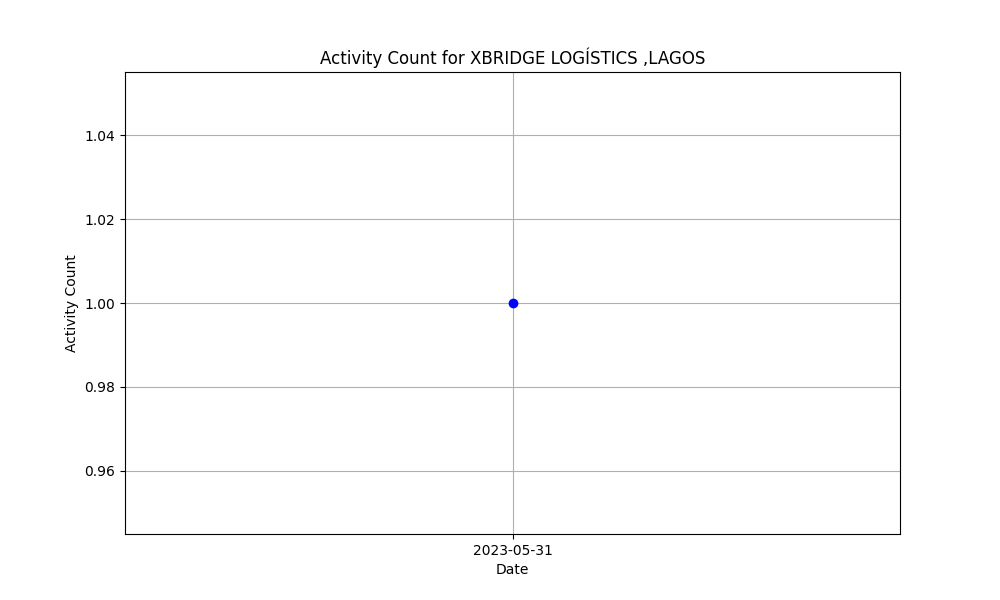 Activity Count for XBRIDGE LOGÍSTICS ,LAGOS
1.04
1.02
1.00
0.98
0.96
Activity Count
2023-05-31
Date